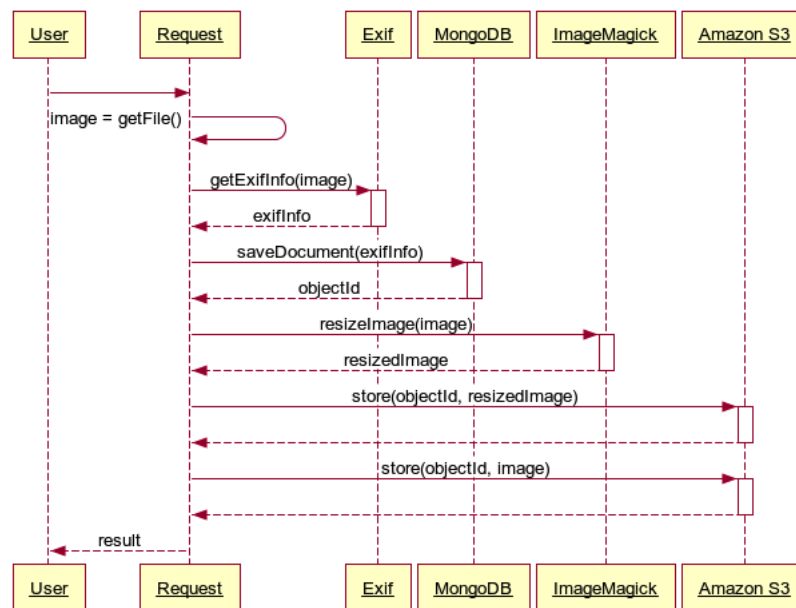 User Request Exif MongoDB ImageMagick Amazon S3
image = getFile()
getExifInfo(image)
exifInfo
saveDocument(exifInfo)
objectId
resizeImage(image)
resizedImage
store(objectId, resizedImage)
store(objectId, image)
result
User Request Exif MongoDB ImageMagick Amazon S3